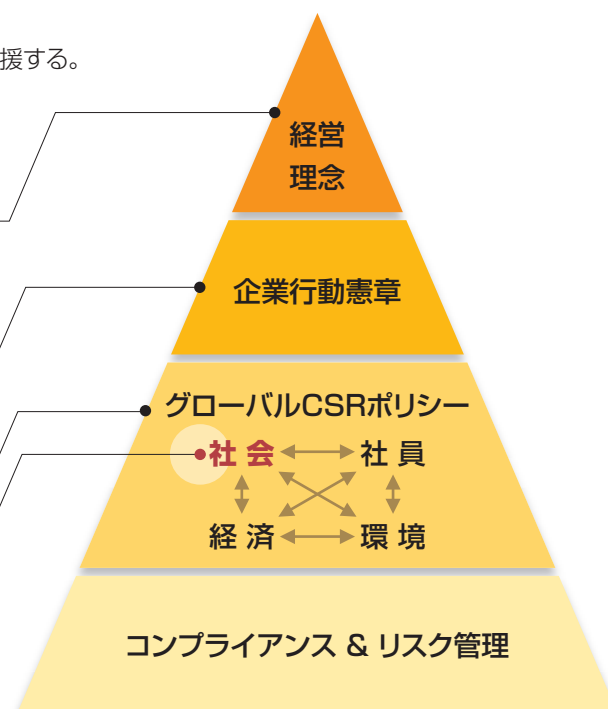 援する。
経営
理念
企業行動憲章
グローバルCSRポリシー
社 会 社 員
経 済 環 境
コンプライアンス & リスク管理